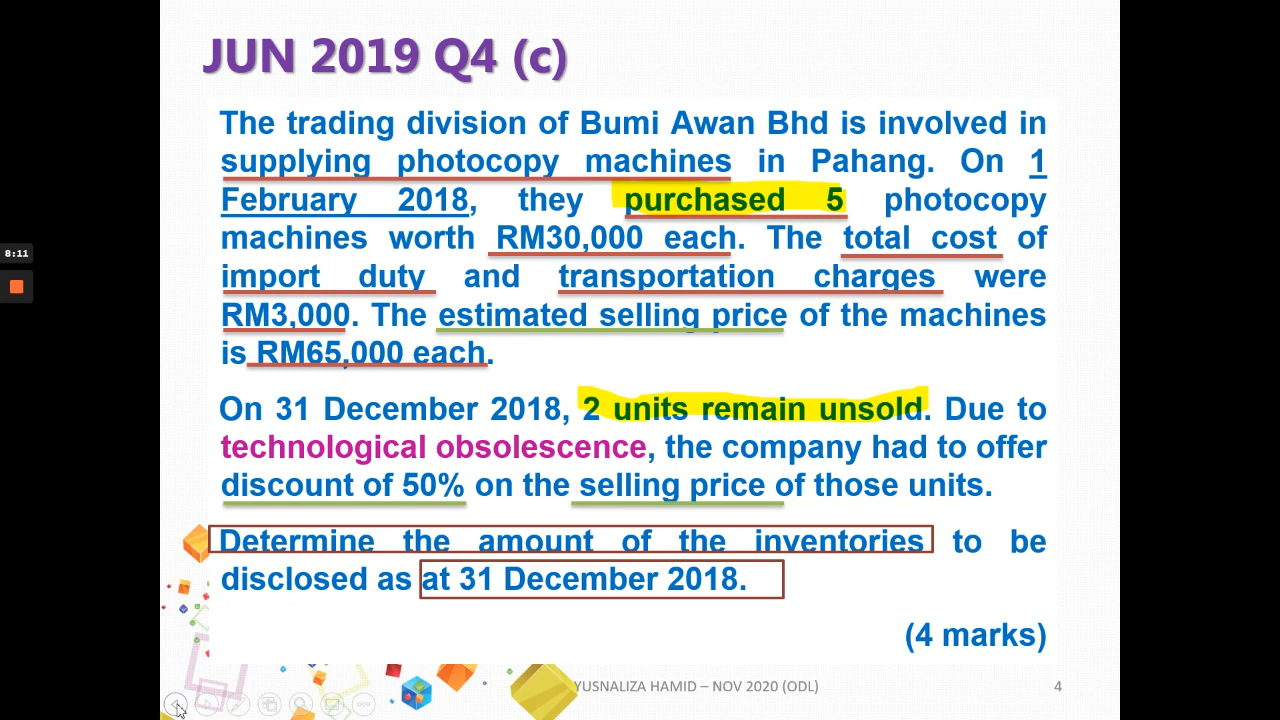 JUN 2019 Q4 (c)
The trading division of Bumi Awan Bhd is involved in
supplying photocopy machines in Pahang. On 1
February 2018, they purchased 5 photocopy
machines worth RM30,000 each. The total cost of
import duty and transportation charges were
RM3,000. The estimated selling price of the machines
is RM65,000 each.
On 31 December 2018, 2 units remain unsold. Due to
technological obsolescence, the company had to offer
discount of 50% on the selling price of those units.
Determine the amount of the inventories to be
disclosed as at 31 December 2018.
(4 marks)
YUSNALIZA HAMID – NOV 2020 (ODL)
4
8:11